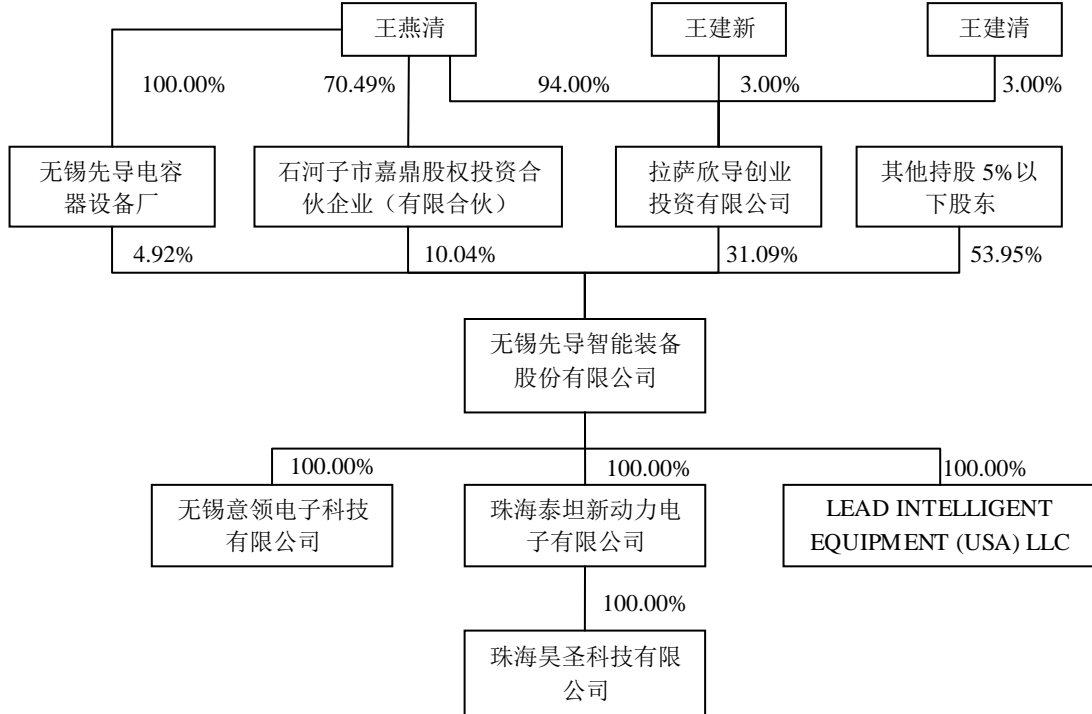 王燕清
王建新
王建清
100.00%
70.49%
94.00%
3.00%
3.00%
无锡先导电容
器设备厂
石河子市嘉鼎股权投资合
伙企业（有限合伙）
拉萨欣导创业
投资有限公司
其他持股 5%以
下股东
4.92%
10.04%
31.09%
53.95%
无锡先导智能装备
股份有限公司
100.00%
100.00%
100.00%
无锡意领电子科技
有限公司
珠海泰坦新动力电
子有限公司
LEAD INTELLIGENT
EQUIPMENT (USA) LLC
100.00%
珠海昊圣科技有限
公司